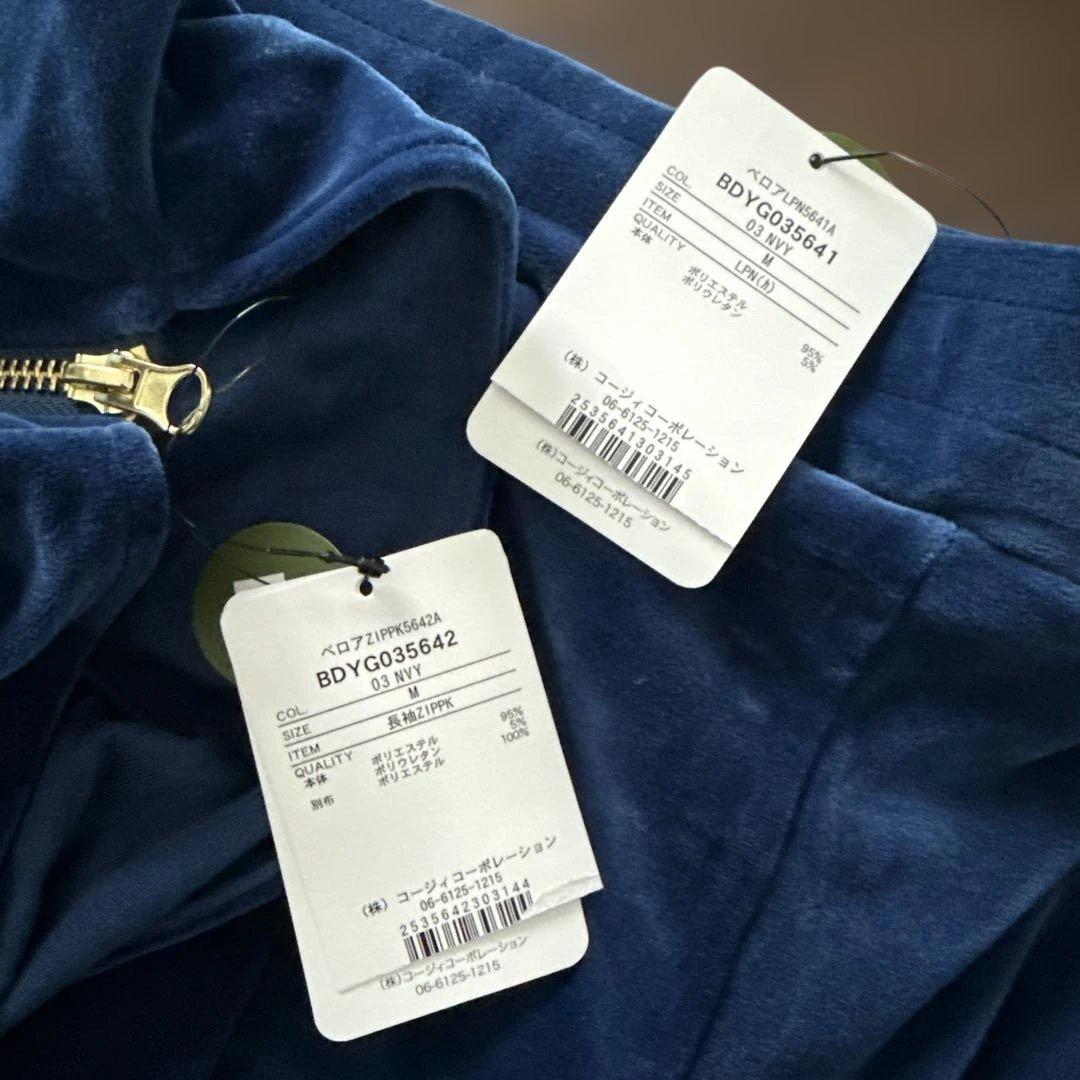 ベロアLPN5641A
BDYG035641
COL. 03 NVY
SIZE M
ITEM LPN(カ)
QUALITY
本体 ポリエステル 95%
ポリウレタン 5%
(株) コージィコーポレーション
06-6125-1215
2535641303145
(株)コージィコーポレーション
06-6125-1215
ベロアZIPPK5642A
BDYG035642
COL. 03 NVY
SIZE M
ITEM 長袖ZIPPK
QUALITY
本体 ポリエステル 95%
ポリウレタン 5%
別布 ポリエステル 100%
(株) コージィコーポレーション
06-6125-1215
2535642303144
(株)コージィコーポレーション
06-6125-1215